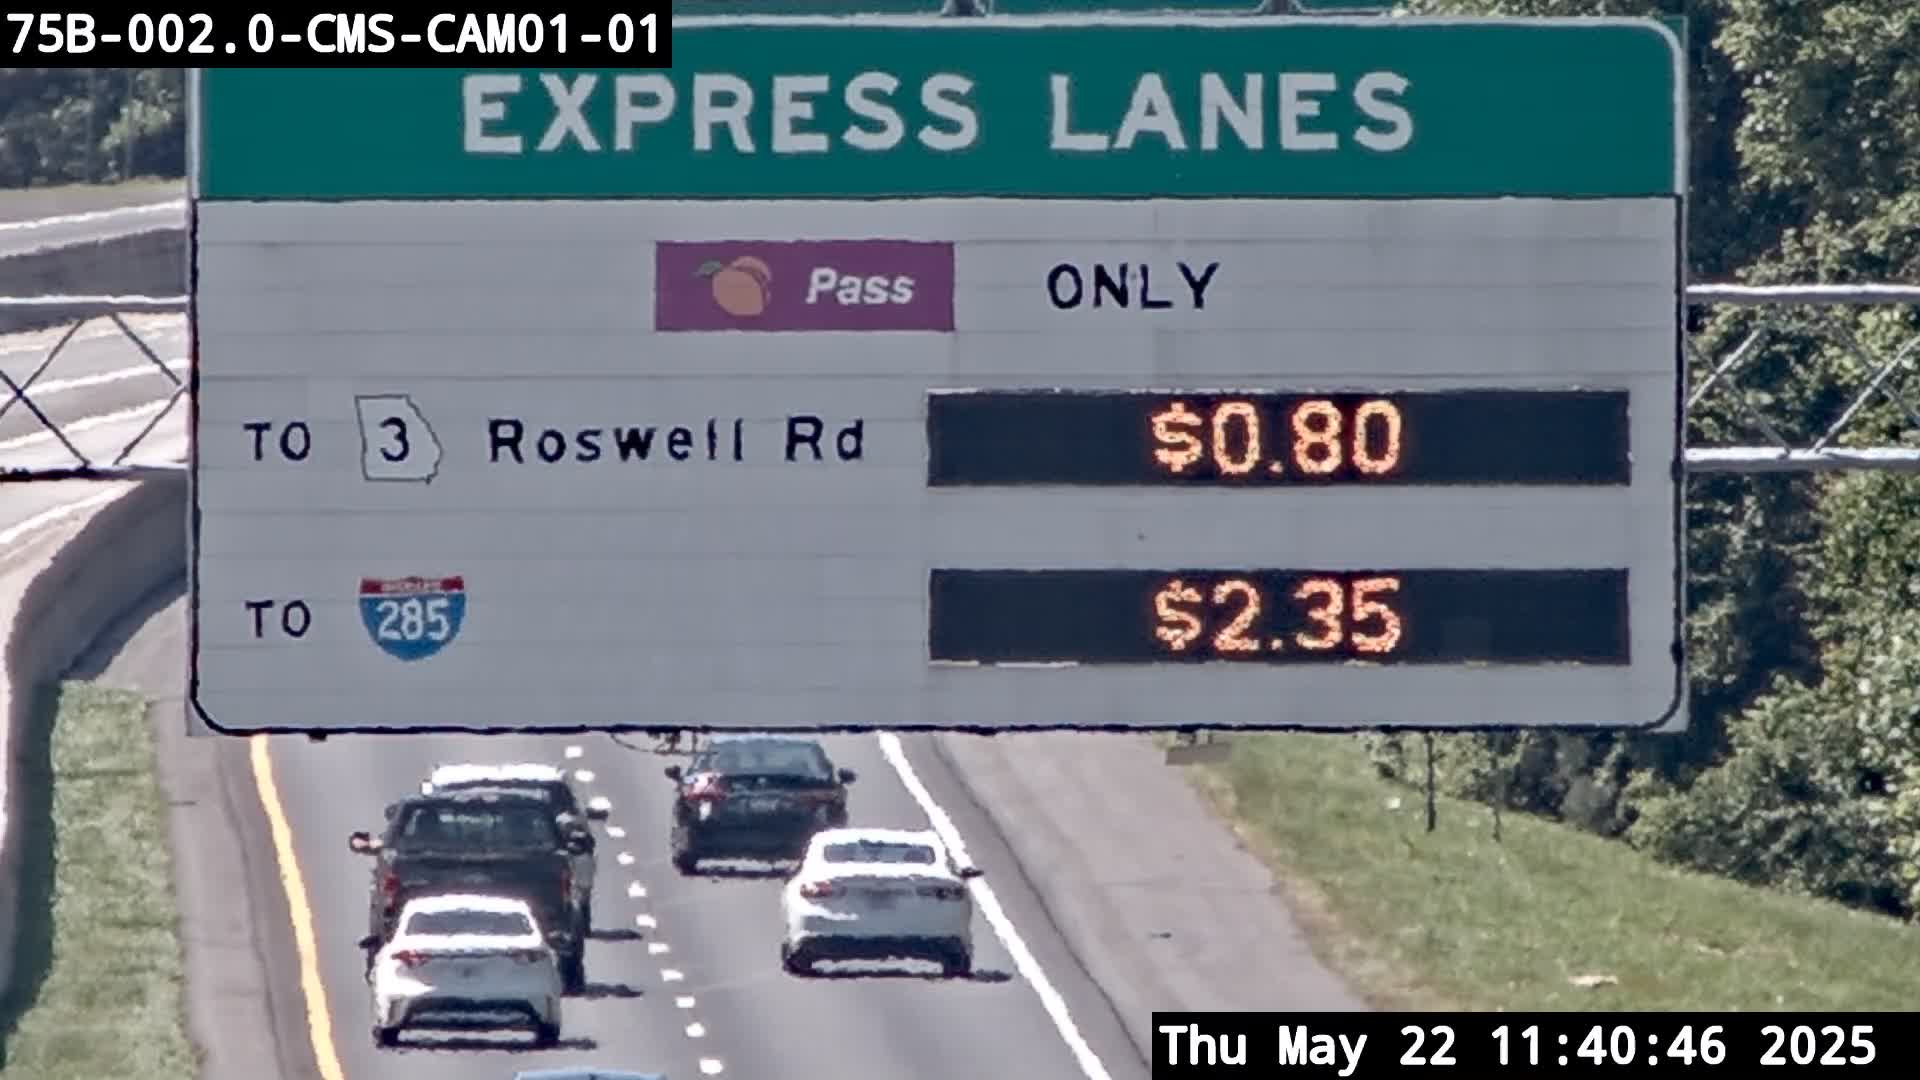 75B-002.0-CMS-CAM01-01
EXPRESS LANES
Pass ONLY
TO 3 Roswell Rd $0.80
TO 285 $2.35
Thu May 22 11:40:46 2025